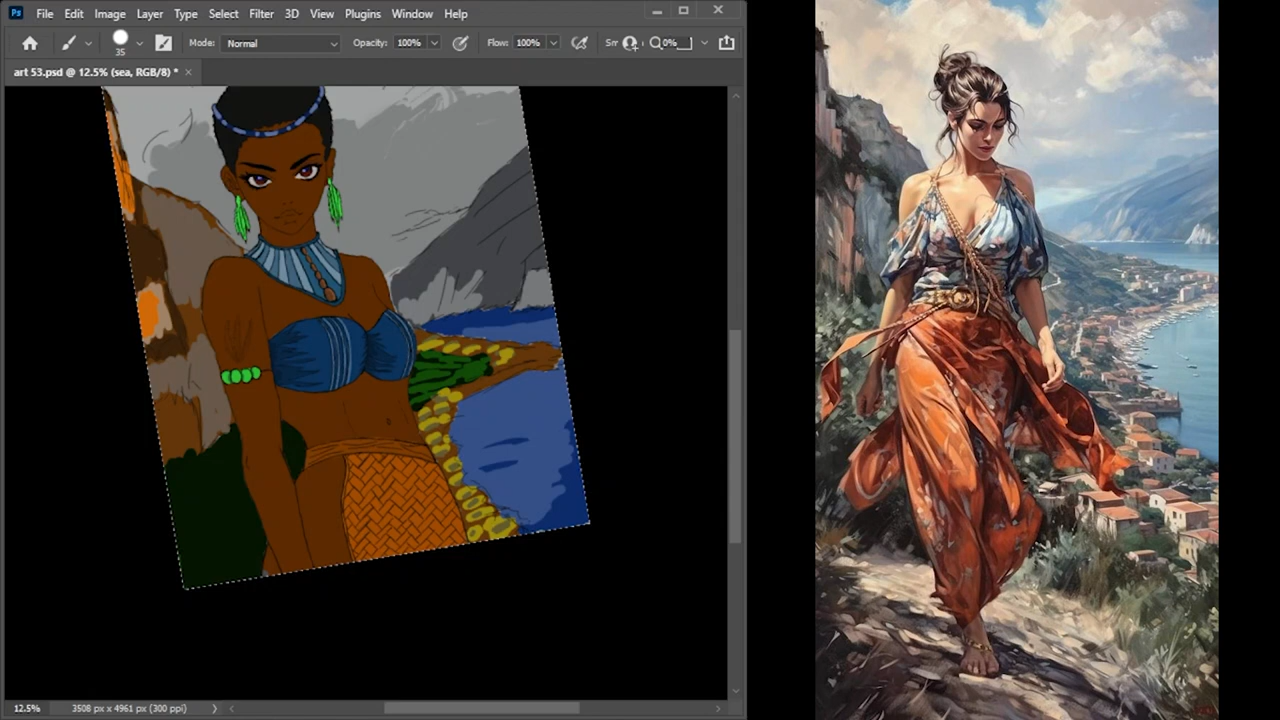 Ps File Edit Image Layer Type Select Filter 3D View Plugins Window Help
35 Mode: Normal Opacity: 100% Flow: 100% 0%
art 53.psd @ 12.5% (sea, RGB/8) *
12.5% 3508 px x 4961 px (300 ppi)